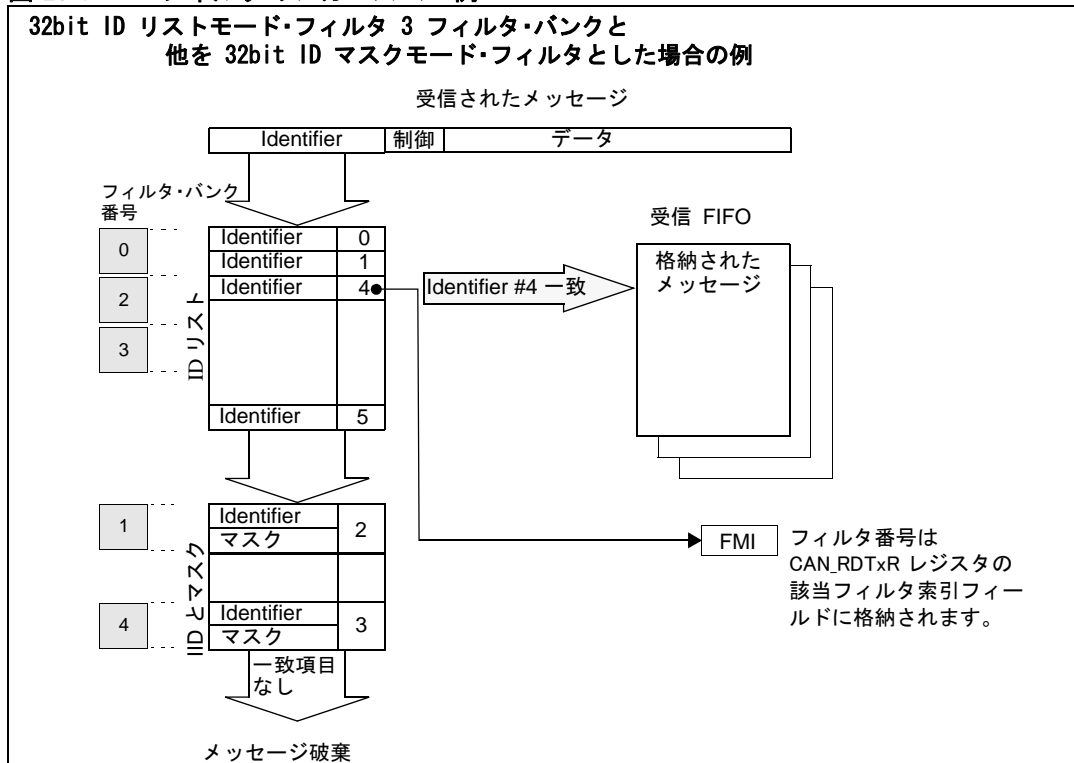 32bit ID リストモード・フィルタ 3 フィルタ・バンクと
他を 32bit ID マスクモード・フィルタとした場合の例
受信されたメッセージ
Identifier 制御 データ
フィルタ・バンク
番号
0
2
3
ID リスト
Identifier 0
Identifier 1
Identifier 4
Identifier 5
Identifier #4 一致
受信 FIFO
格納された
メッセージ
1
4
IID とマスク
Identifier
マスク
2
Identifier
マスク
3
FMI
フィルタ番号は
CAN_RDTxR レジスタの
該当フィルタ索引フィー
ルドに格納されます。
一致項目
なし
メッセージ破棄